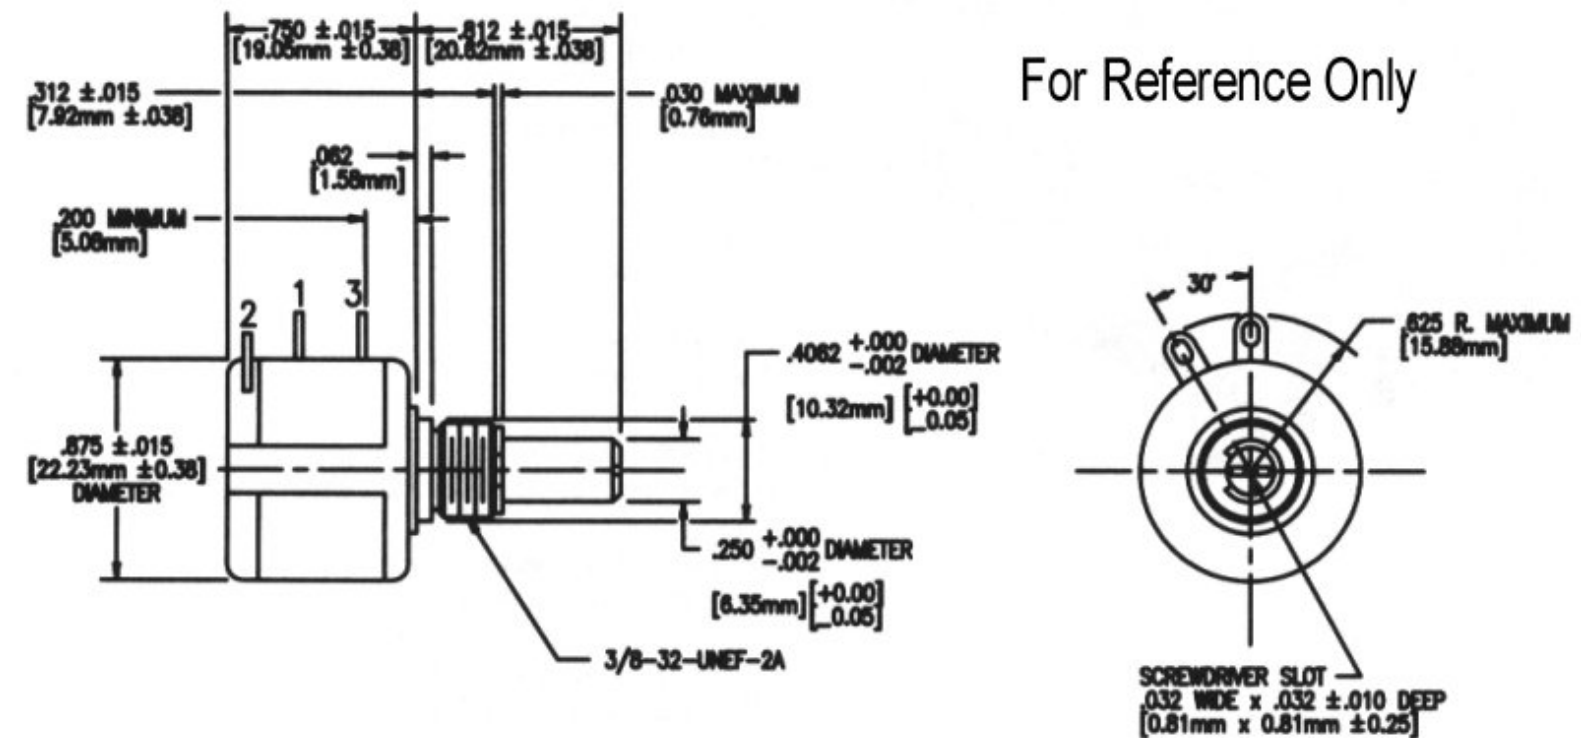 .750 ±.015
[19.05mm ±0.38]
.812 ±.015
[20.62mm ±.038]
For Reference Only
.312 ±.015
[7.92mm ±.038]
.030 MAXIMUM
[0.76mm]
.062
[1.58mm]
.200 MINIMUM
[5.08mm]
2
1
3
30°
.625 R. MAXIMUM
[15.88mm]
.4062 +.000 DIAMETER
-.002
[10.32mm] [+0.00]
[_0.05]
.875 ±.015
[22.23mm ±0.38]
DIAMETER
.250 +.000 DIAMETER
-.002
[6.35mm] [+0.00]
[_0.05]
3/8-32-UNEF-2A
SCREWDRIVER SLOT
.032 WIDE x .032 ±.010 DEEP
[0.81mm x 0.81mm ±0.25]